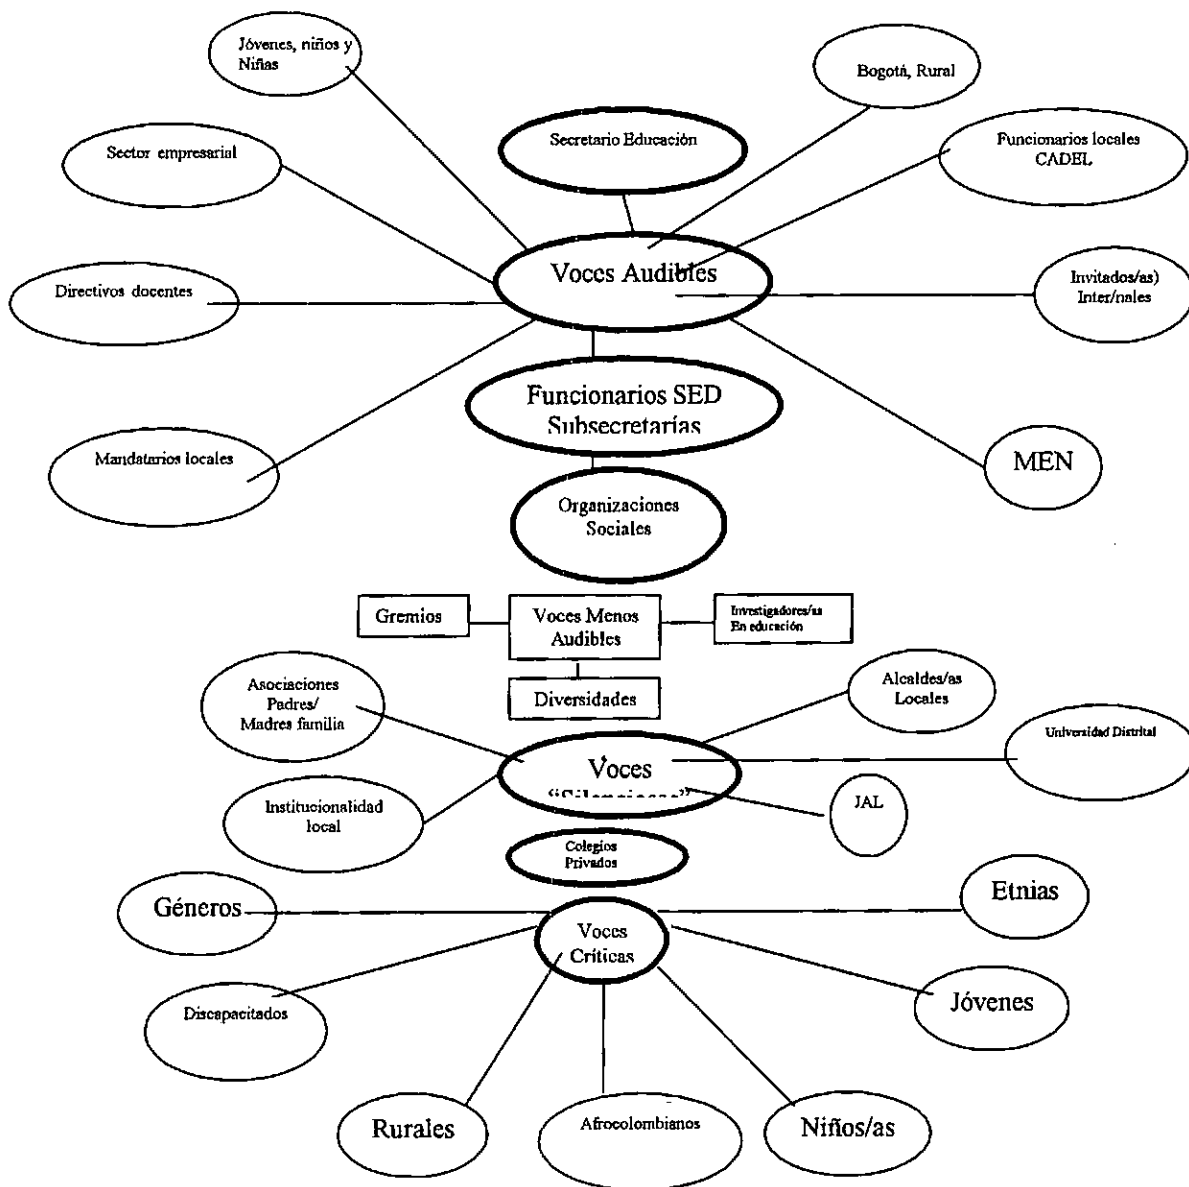 Jóvenes, niños y
Niñas
Bogotá, Rural
Secretario Educación
Sector empresarial
Funcionarios locales
CADEL
Voces Audibles
Directivos docentes
Invitados/as)
Inter/nales
Funcionarios SED
Subsecretarías
Mandatarios locales
MEN
Organizaciones
Sociales
Gremios
Voces Menos
Audibles
Investigadores/as
En educación
Asociaciones
Padres/
Madres familia
Diversidades
Alcaldes/as
Locales
Universidad Distrital
Voces
Institucionalidad
local
JAL
Colegios
Privados
Géneros
Etnias
Voces
Críticas
Discapacitados
Jóvenes
Rurales
Afrocolombianos
Niños/as